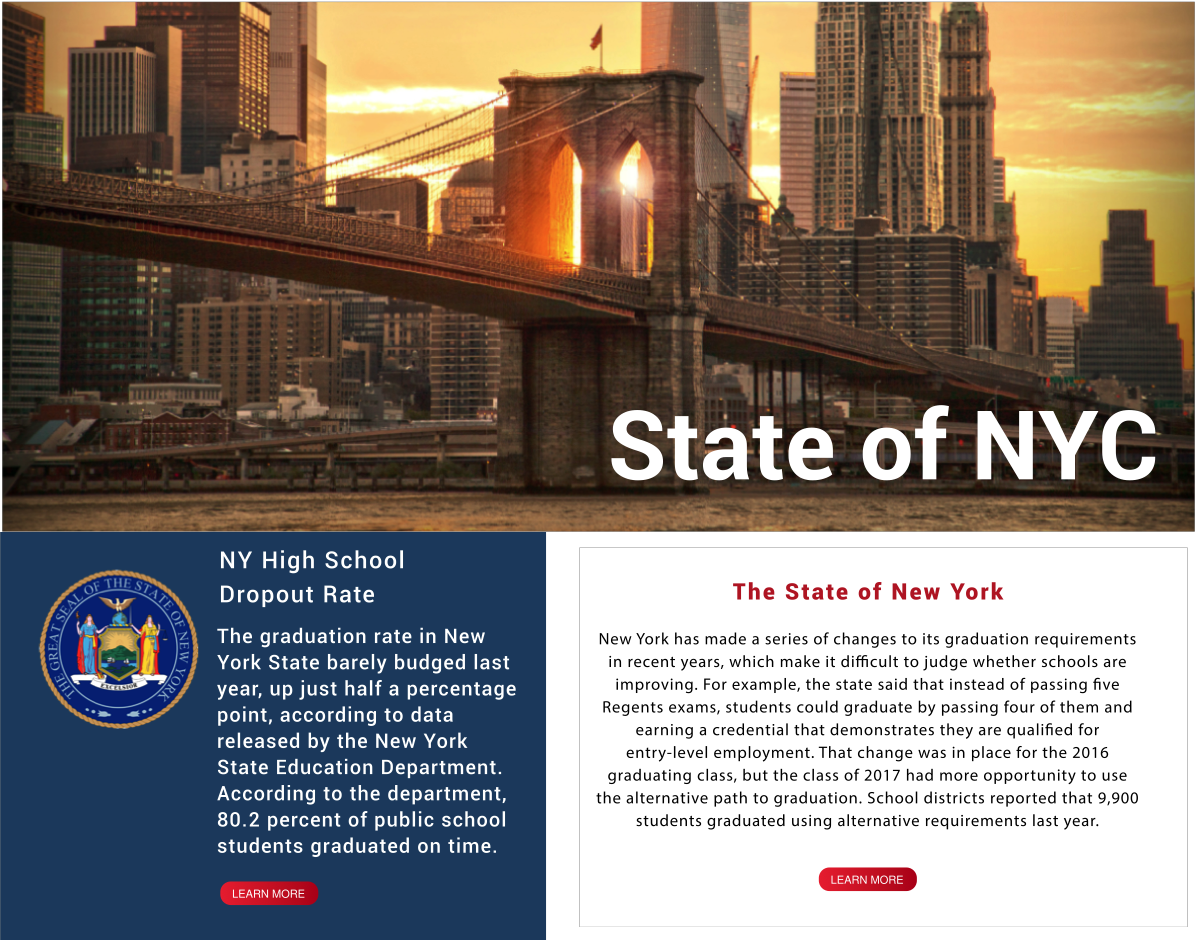 State of NYC
NY High School
Dropout Rate
THE GREAT SEAL OF THE STATE OF NEW YORK
EXCELSIOR
The graduation rate in New
York State barely budged last
year, up just half a percentage
point, according to data
released by the New York
State Education Department.
According to the department,
80.2 percent of public school
students graduated on time.
LEARN MORE
The State of New York
New York has made a series of changes to its graduation requirements
in recent years, which make it difficult to judge whether schools are
improving. For example, the state said that instead of passing five
Regents exams, students could graduate by passing four of them and
earning a credential that demonstrates they are qualified for
entry-level employment. That change was in place for the 2016
graduating class, but the class of 2017 had more opportunity to use
the alternative path to graduation. School districts reported that 9,900
students graduated using alternative requirements last year.
LEARN MORE